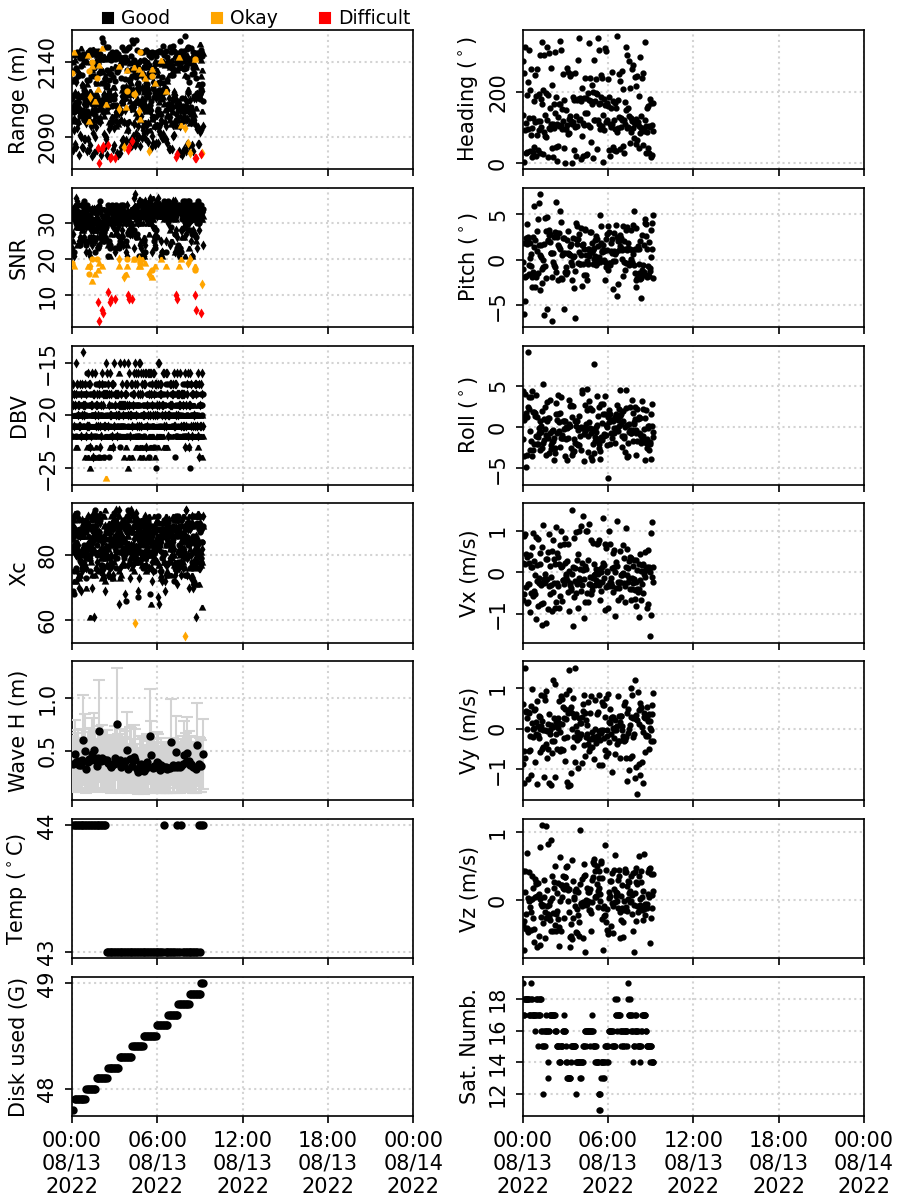 Good Okay Difficult
Range (m)
2140
2090
Heading (°)
200
0
SNR
30
20
10
Pitch (°)
5
0
−5
DBV
−15
−20
−25
Roll (°)
5
0
−5
Xc
80
60
Vx (m/s)
1
0
−1
Wave H (m)
1.0
0.5
Vy (m/s)
1
0
−1
Temp (°C)
44
43
Vz (m/s)
1
0
Disk used (G)
49
48
Sat. Numb.
18
16
14
12
00:00 06:00 12:00 18:00 00:00
08/13 08/13 08/13 08/13 08/14
2022 2022 2022 2022 2022
00:00 06:00 12:00 18:00 00:00
08/13 08/13 08/13 08/13 08/14
2022 2022 2022 2022 2022